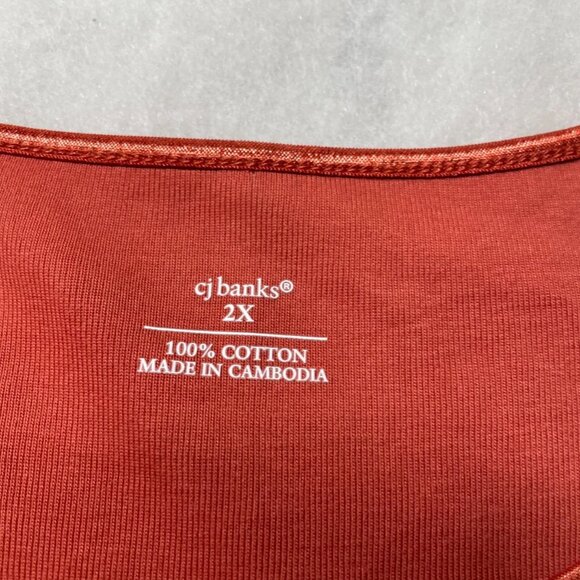 cj banks®
2X
100% COTTON
MADE IN CAMBODIA